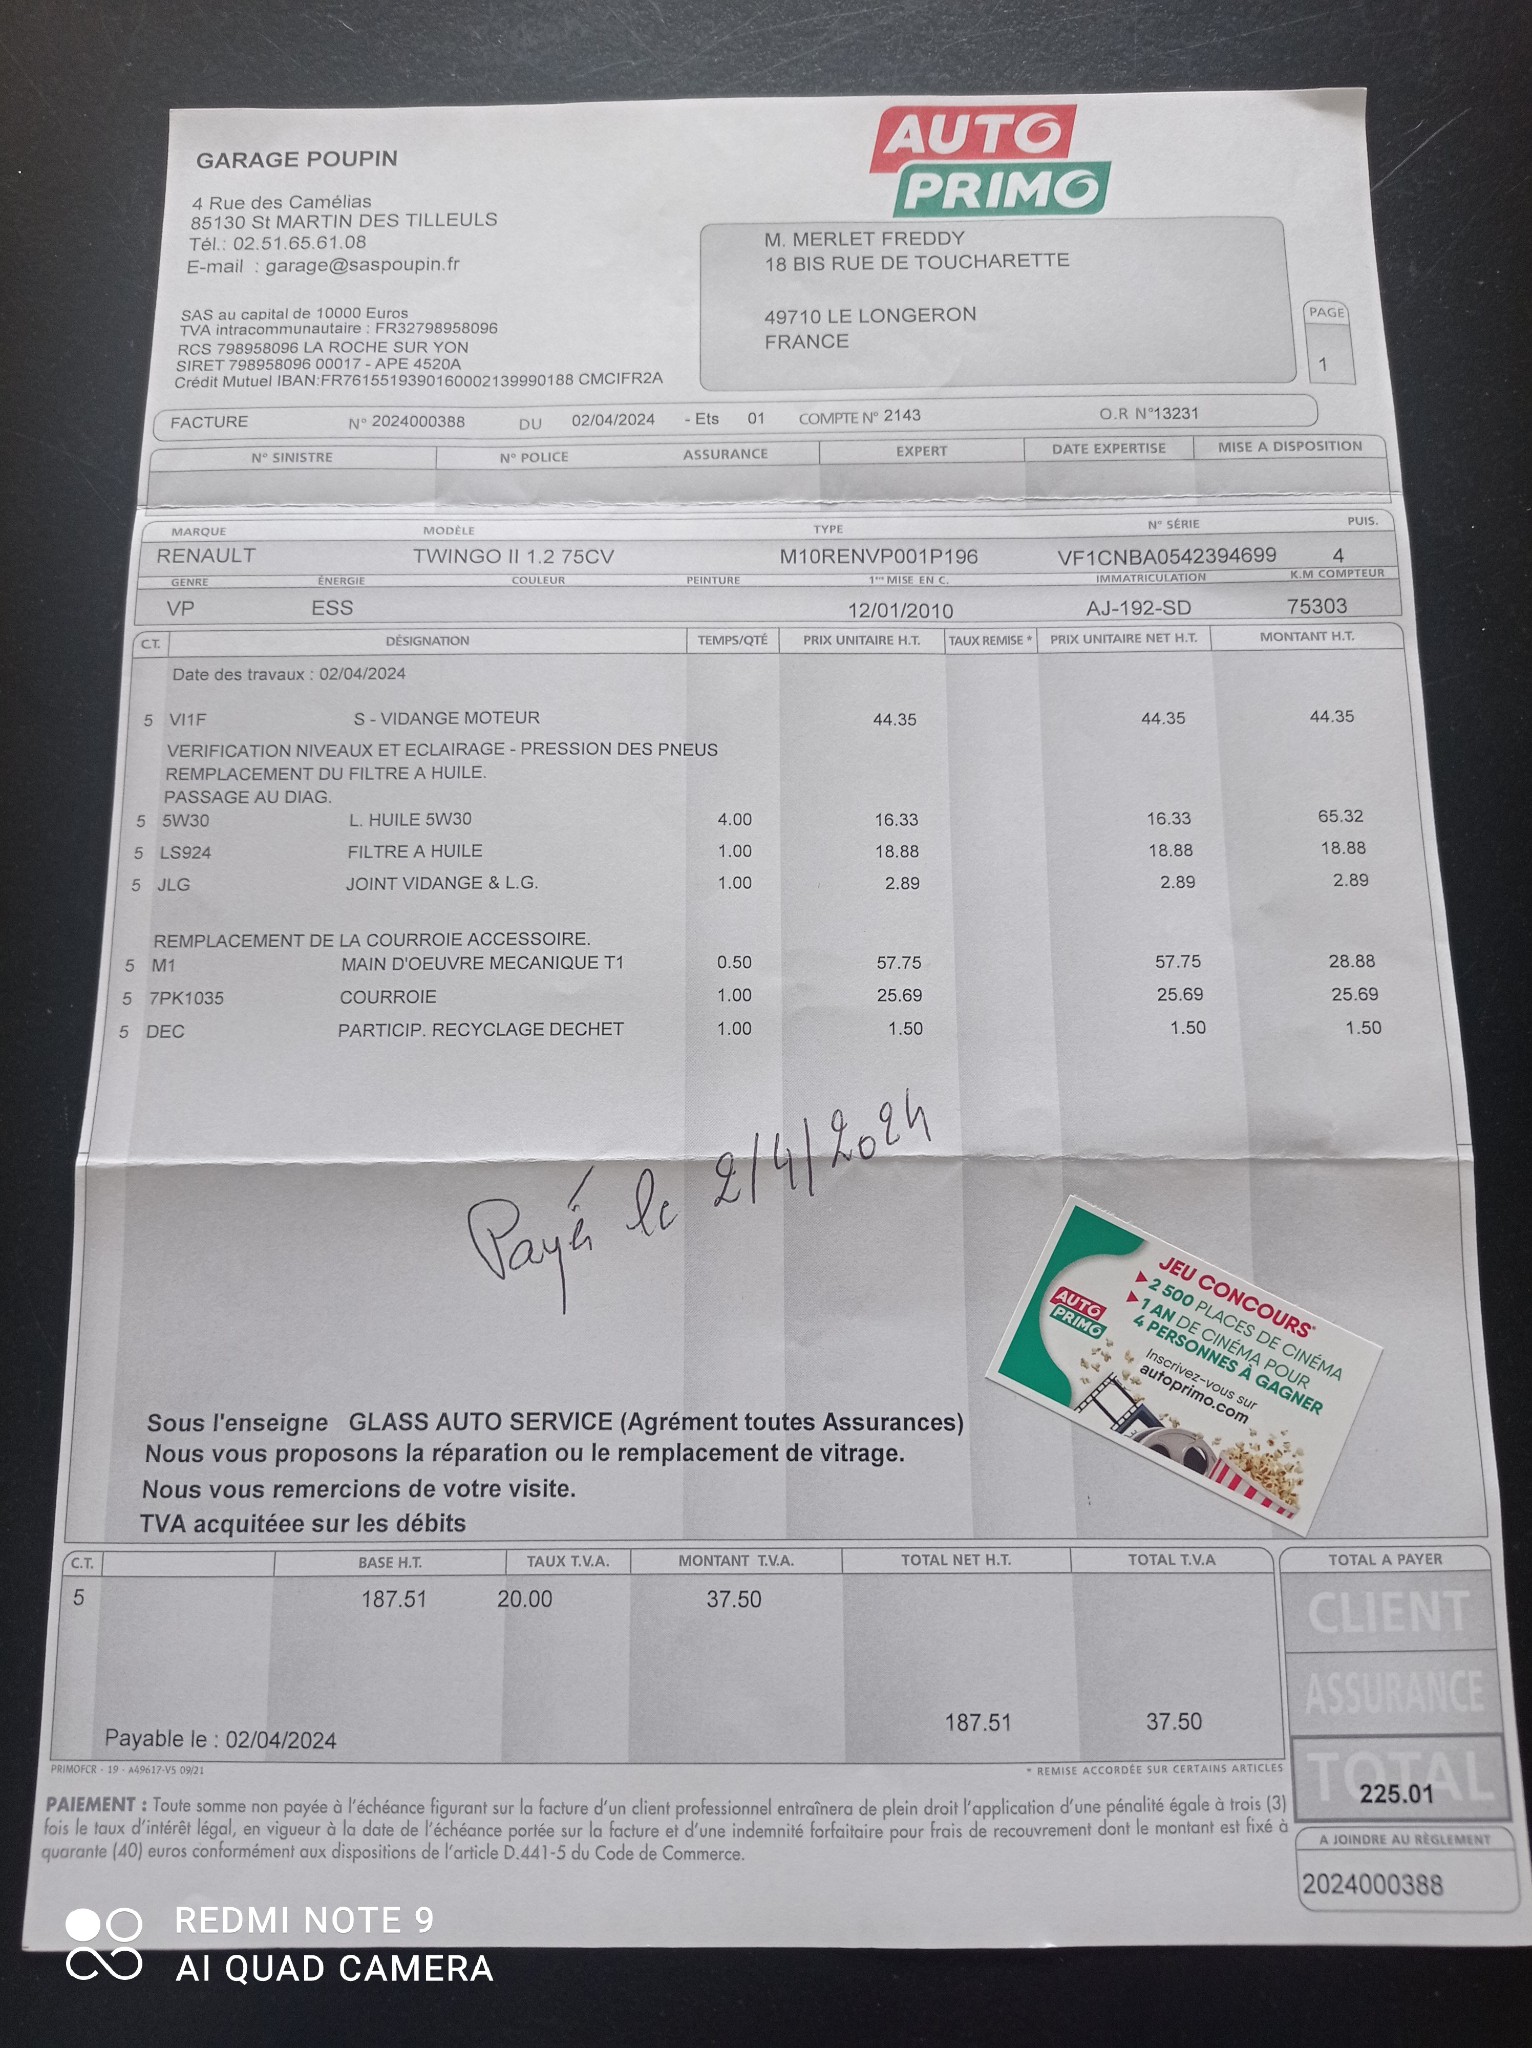 GARAGE POUPIN
4 Rue des Camélias
85130 St MARTIN DES TILLEULS
Tél.: 02.51.65.61.08
E-mail : garage@saspoupin.fr
SAS au capital de 10000 Euros
TVA intracommunautaire : FR32798958096
RCS 798958096 LA ROCHE SUR YON
SIRET 798958096 00017 - APE 4520A
Crédit Mutuel IBAN:FR7615519390160002139990188 CMCIFR2A
AUTO
PRIMO
M. MERLET FREDDY
18 BIS RUE DE TOUCHARETTE
49710 LE LONGERON
FRANCE
PAGE
1
FACTURE N° 2024000388 DU 02/04/2024 - Ets 01 COMPTE N° 2143 O.R N°13231
N° SINISTRE N° POLICE ASSURANCE EXPERT DATE EXPERTISE MISE A DISPOSITION
MARQUE MODÈLE TYPE N° SÉRIE PUIS.
RENAULT TWINGO II 1.2 75CV M10RENVP001P196 VF1CNBA0542394699 4
GENRE ÉNERGIE COULEUR PEINTURE 1ère MISE EN C. IMMATRICULATION K.M COMPTEUR
VP ESS 12/01/2010 AJ-192-SD 75303
C.T. DÉSIGNATION TEMPS/QTÉ PRIX UNITAIRE H.T. TAUX REMISE * PRIX UNITAIRE NET H.T. MONTANT H.T.
Date des travaux : 02/04/2024
5 VI1F S - VIDANGE MOTEUR 44.35 44.35 44.35
VERIFICATION NIVEAUX ET ECLAIRAGE - PRESSION DES PNEUS
REMPLACEMENT DU FILTRE A HUILE.
PASSAGE AU DIAG.
5 5W30 L. HUILE 5W30 4.00 16.33 16.33 65.32
5 LS924 FILTRE A HUILE 1.00 18.88 18.88 18.88
5 JLG JOINT VIDANGE & L.G. 1.00 2.89 2.89 2.89
REMPLACEMENT DE LA COURROIE ACCESSOIRE.
5 M1 MAIN D'OEUVRE MECANIQUE T1 0.50 57.75 57.75 28.88
5 7PK1035 COURROIE 1.00 25.69 25.69 25.69
5 DEC PARTICIP. RECYCLAGE DECHET 1.00 1.50 1.50 1.50
Payé le 2/4/2024
JEU CONCOURS*
2 500 PLACES DE CINÉMA
1 AN DE CINÉMA POUR
4 PERSONNES À GAGNER
Inscrivez-vous sur
autoprimo.com
AUTO
PRIMO
Sous l'enseigne GLASS AUTO SERVICE (Agrément toutes Assurances)
Nous vous proposons la réparation ou le remplacement de vitrage.
Nous vous remercions de votre visite.
TVA acquitéee sur les débits
C.T. BASE H.T. TAUX T.V.A. MONTANT T.V.A. TOTAL NET H.T. TOTAL T.V.A TOTAL A PAYER
5 187.51 20.00 37.50
CLIENT
ASSURANCE
187.51 37.50
Payable le : 02/04/2024
TOTAL
225.01
PRIMOFCR - 19 - A49617-V5 09/21
* REMISE ACCORDÉE SUR CERTAINS ARTICLES
PAIEMENT : Toute somme non payée à l'échéance figurant sur la facture d'un client professionnel entraînera de plein droit l'application d'une pénalité égale à trois (3)
fois le taux d'intérêt légal, en vigueur à la date de l'échéance portée sur la facture et d'une indemnité forfaitaire pour frais de recouvrement dont le montant est fixé à
quarante (40) euros conformément aux dispositions de l'article D.441-5 du Code de Commerce.
A JOINDRE AU RÈGLEMENT
2024000388
REDMI NOTE 9
AI QUAD CAMERA